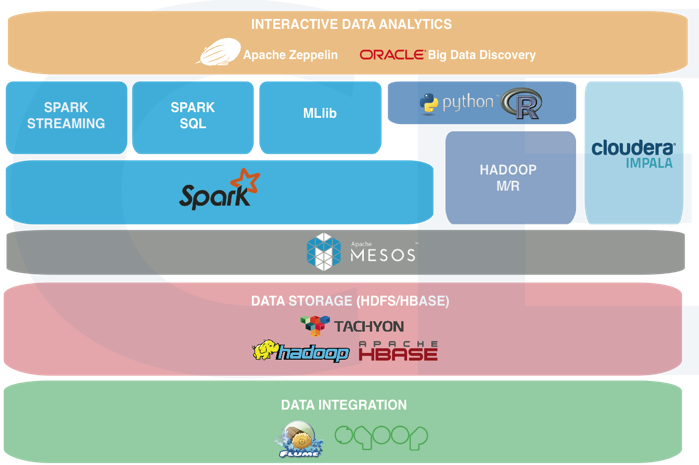 INTERACTIVE DATA ANALYTICS
Apache Zeppelin ORACLE Big Data Discovery
SPARK
STREAMING
SPARK
SQL
MLlib
python R
cloudera
IMPALA
HADOOP
M/R
Spark
Apache
MESOS
DATA STORAGE (HDFS/HBASE)
TACHYON
hadoop
APACHE
HBASE
DATA INTEGRATION
FLUME sqoop